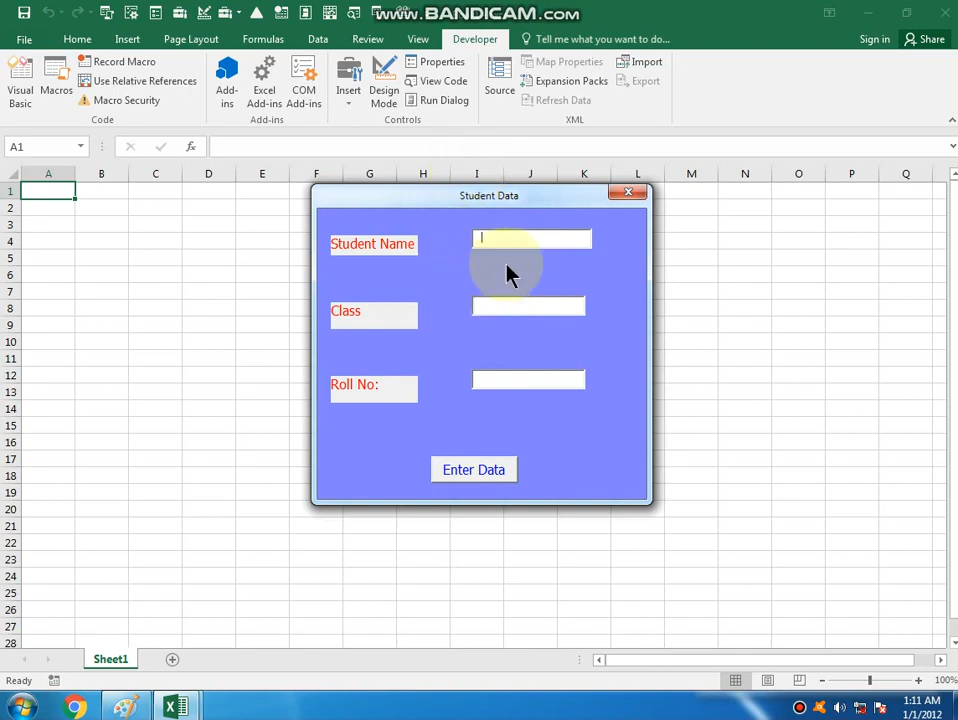 www.BANDICAM.com
File Home Insert Page Layout Formulas Data Review View Developer Tell me what you want to do... Sign in Share
Visual Basic
Macros
Record Macro
Use Relative References
Macro Security
Code
Add-ins
Excel Add-ins
COM Add-ins
Add-ins
Insert
Design Mode
Properties
View Code
Run Dialog
Controls
Source
Map Properties
Expansion Packs
Refresh Data
Import
Export
XML
A1
fx
A B C D E F G H I J K L M N O P Q
1
2
3
4
5
6
7
8
9
10
11
12
13
14
15
16
17
18
19
20
21
22
23
24
25
26
27
28
Student Data
Student Name
Class
Roll No:
Enter Data
Sheet1
Ready
100%
1:11 AM
1/1/2012